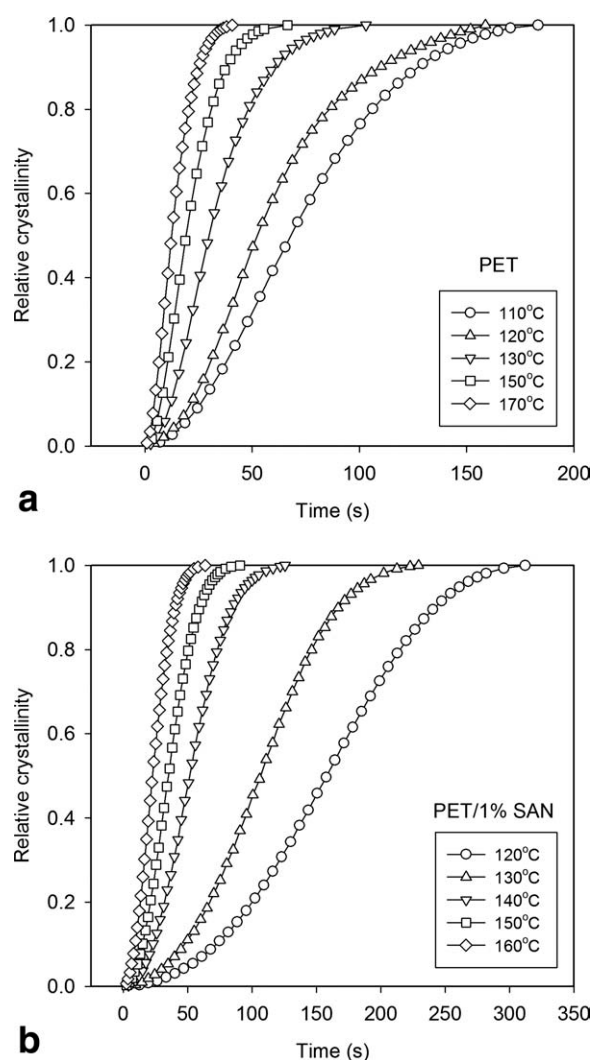 1.0
0.8
0.6
0.4
0.2
0.0
Relative crystallinity
PET
110°C
120°C
130°C
150°C
170°C
0 50 100 150 200
Time (s)
a
1.0
0.8
0.6
0.4
0.2
0.0
Relative crystallinity
PET/1% SAN
120°C
130°C
140°C
150°C
160°C
0 50 100 150 200 250 300 350
Time (s)
b